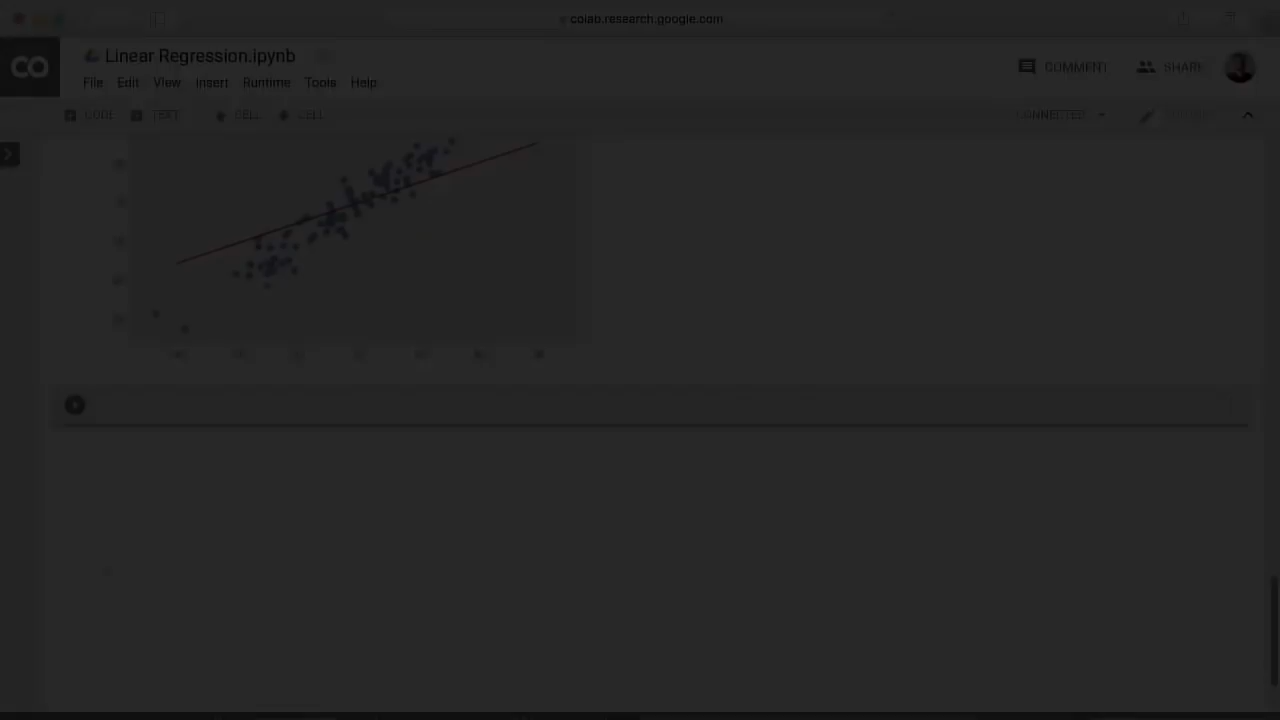 colab.research.google.com
CO
Linear Regression.ipynb
File Edit View Insert Runtime Tools Help
COMMENT
SHARE
CODE TEXT CELL CELL
CONNECTED